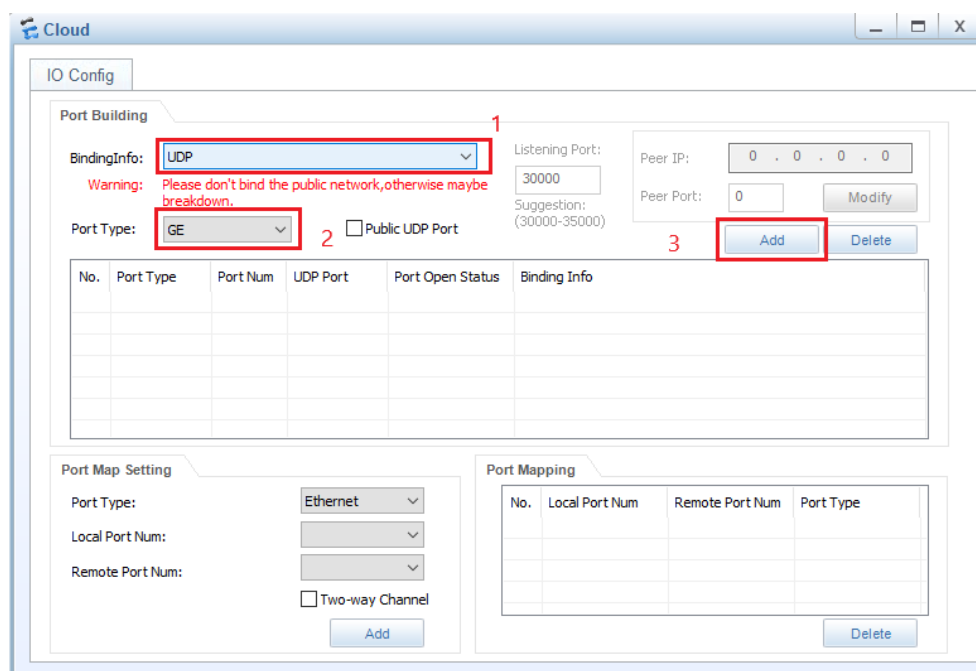 Cloud
IO Config
Port Building
1
BindingInfo: UDP
Listening Port:
30000
Suggestion:
(30000-35000)
Peer IP: 0 . 0 . 0 . 0
Peer Port: 0 Modify
Warning: Please don't bind the public network,otherwise maybe
breakdown.
Port Type: GE 2 Public UDP Port
3 Add Delete
No. Port Type Port Num UDP Port Port Open Status Binding Info
Port Map Setting
Port Type: Ethernet
Local Port Num:
Remote Port Num:
Two-way Channel
Add
Port Mapping
No. Local Port Num Remote Port Num Port Type
Delete